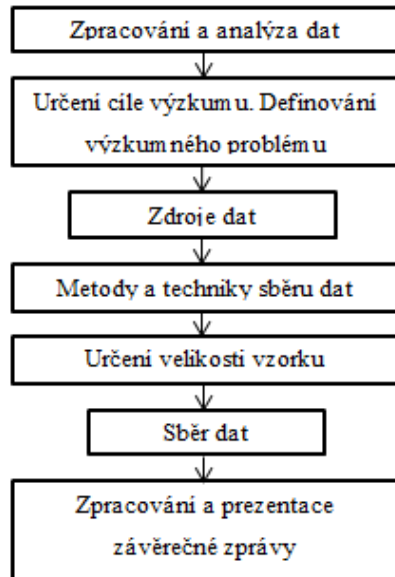 Zpracování a analýza dat
Určení cíle výzkumu. Definování
výzkumného problému
Zdroje dat
Metody a techniky sběru dat
Určení velikosti vzorku
Sběr dat
Zpracování a prezentace
závěrečné zprávy